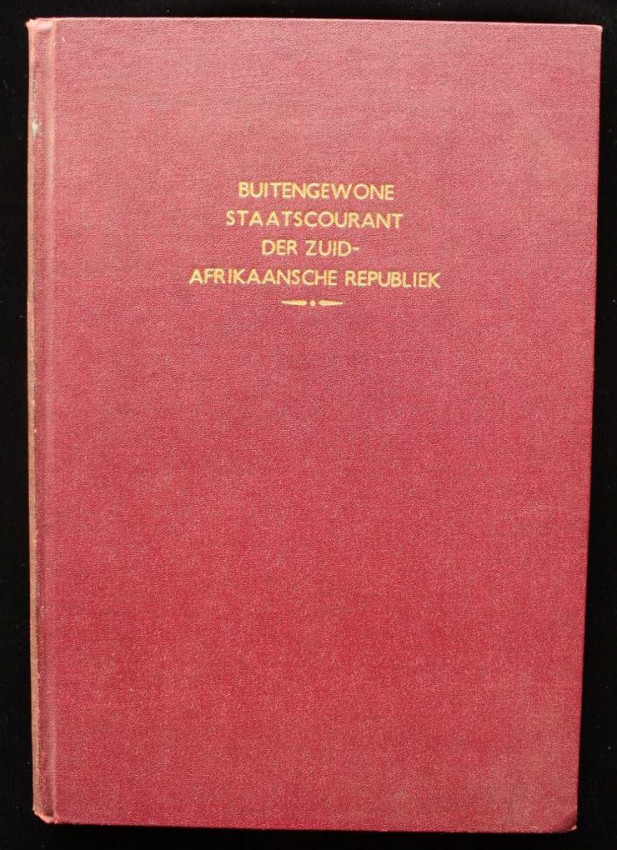 BUITENGEWONE
STAATSCOURANT
DER ZUID-
AFRIKAANSCHE REPUBLIEK